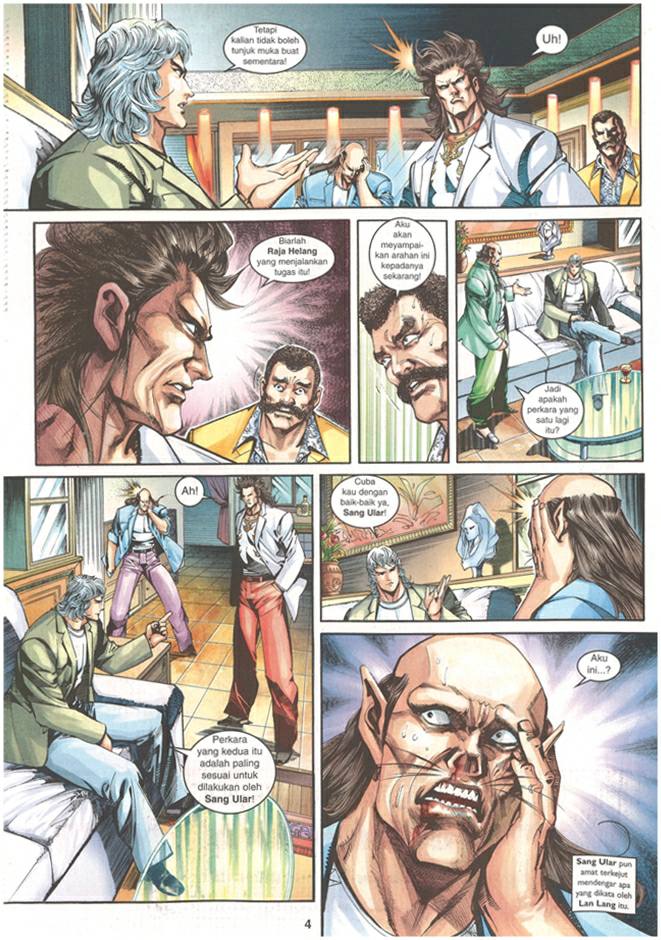 Tetapi
kalian tidak boleh
tunjuk muka buat
sementara!
Uh!
Biarlah
Raja Helang
yang menjalankan
tugas itu!
Aku
akan
meyampai-
kan arahan ini
kepadanya
sekarang!
Jadi
apakah
perkara yang
satu lagi
itu?
Ah!
Perkara
yang kedua itu
adalah paling
sesuai untuk
dilakukan oleh
Sang Ular!
Cuba
kau dengan
baik-baik ya,
Sang Ular!
Aku
ini...?
Sang Ular pun
amat terkejut
mendengar apa
yang dikata oleh
Lan Lang itu.
4